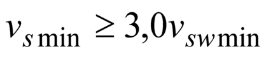 v_{s min} ≥ 3,0v_{sw min}